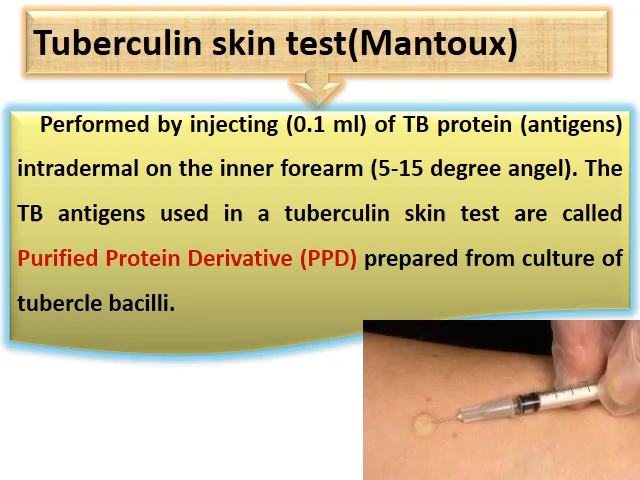 Tuberculin skin test(Mantoux)
Performed by injecting (0.1 ml) of TB protein (antigens)
intradermal on the inner forearm (5-15 degree angel). The
TB antigens used in a tuberculin skin test are called
Purified Protein Derivative (PPD) prepared from culture of
tubercle bacilli.